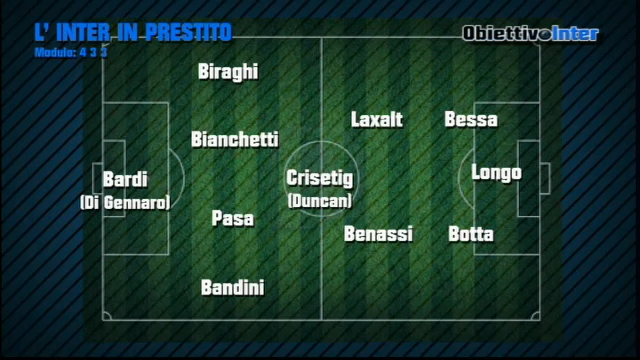 L' INTER IN PRESTITO
Modulo: 4 3 3
ObiettivoInter
Biraghi
Bianchetti
Laxalt
Bessa
Bardi
(Di Gennaro)
Crisetig
(Duncan)
Longo
Pasa
Benassi
Botta
Bandini